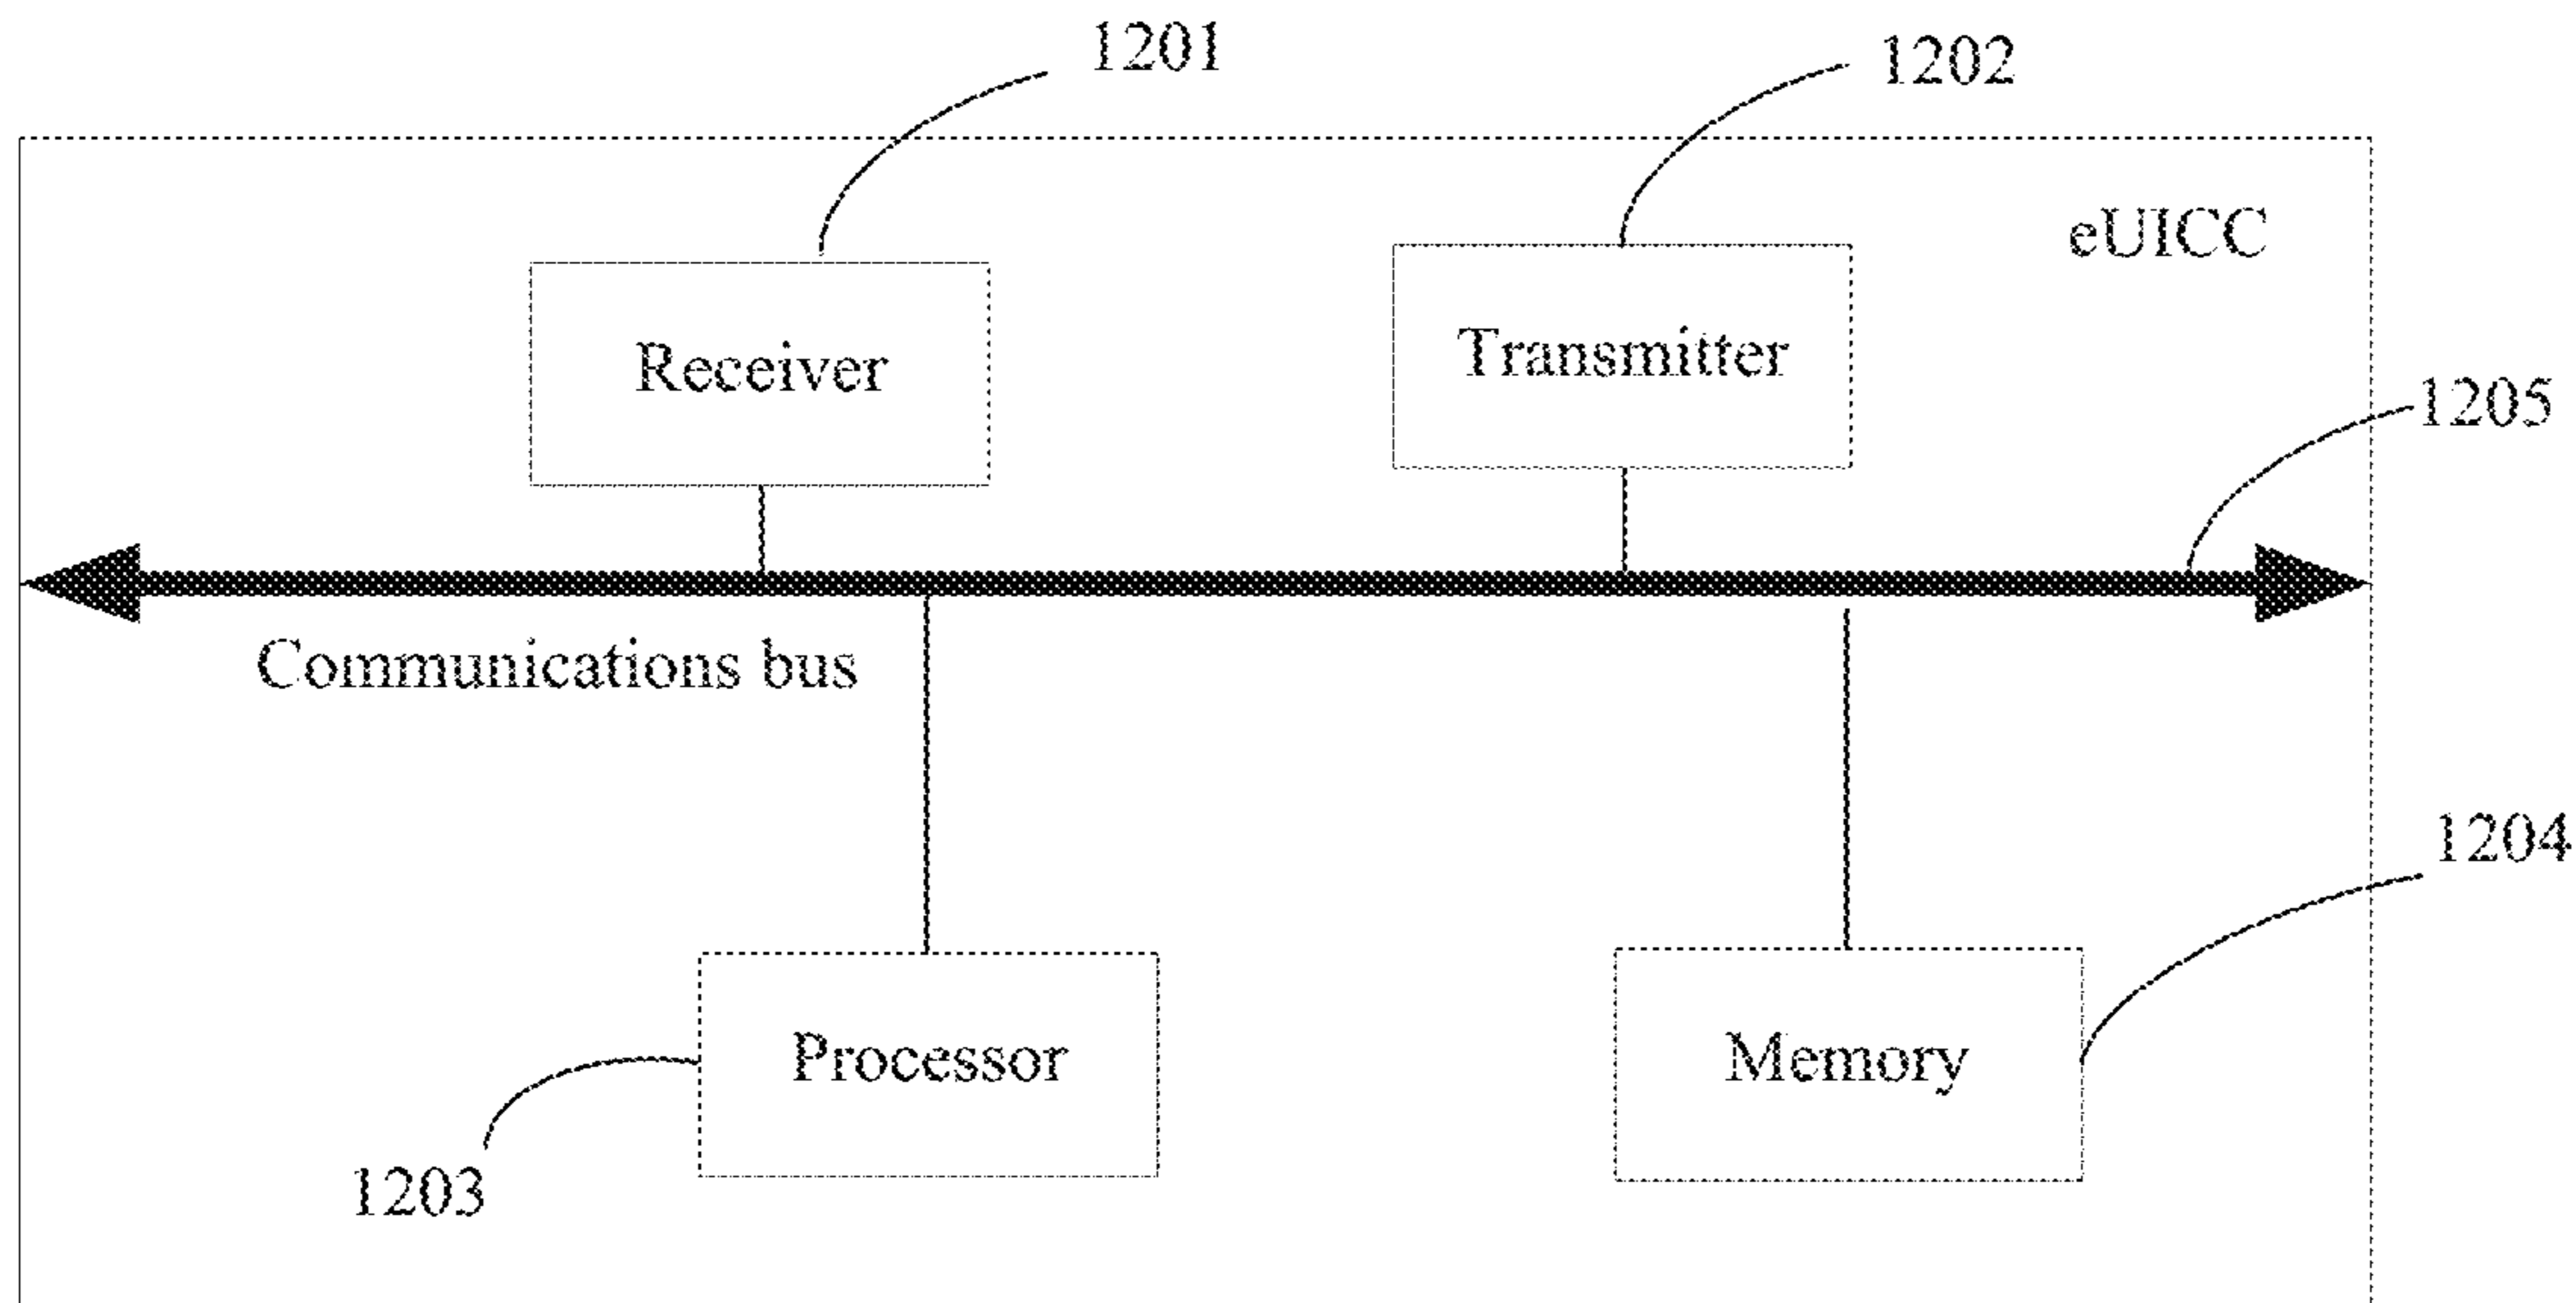 1201
1202
eUICC
Receiver
Transmitter
1205
Communications bus
1204
Processor
Memory
1203